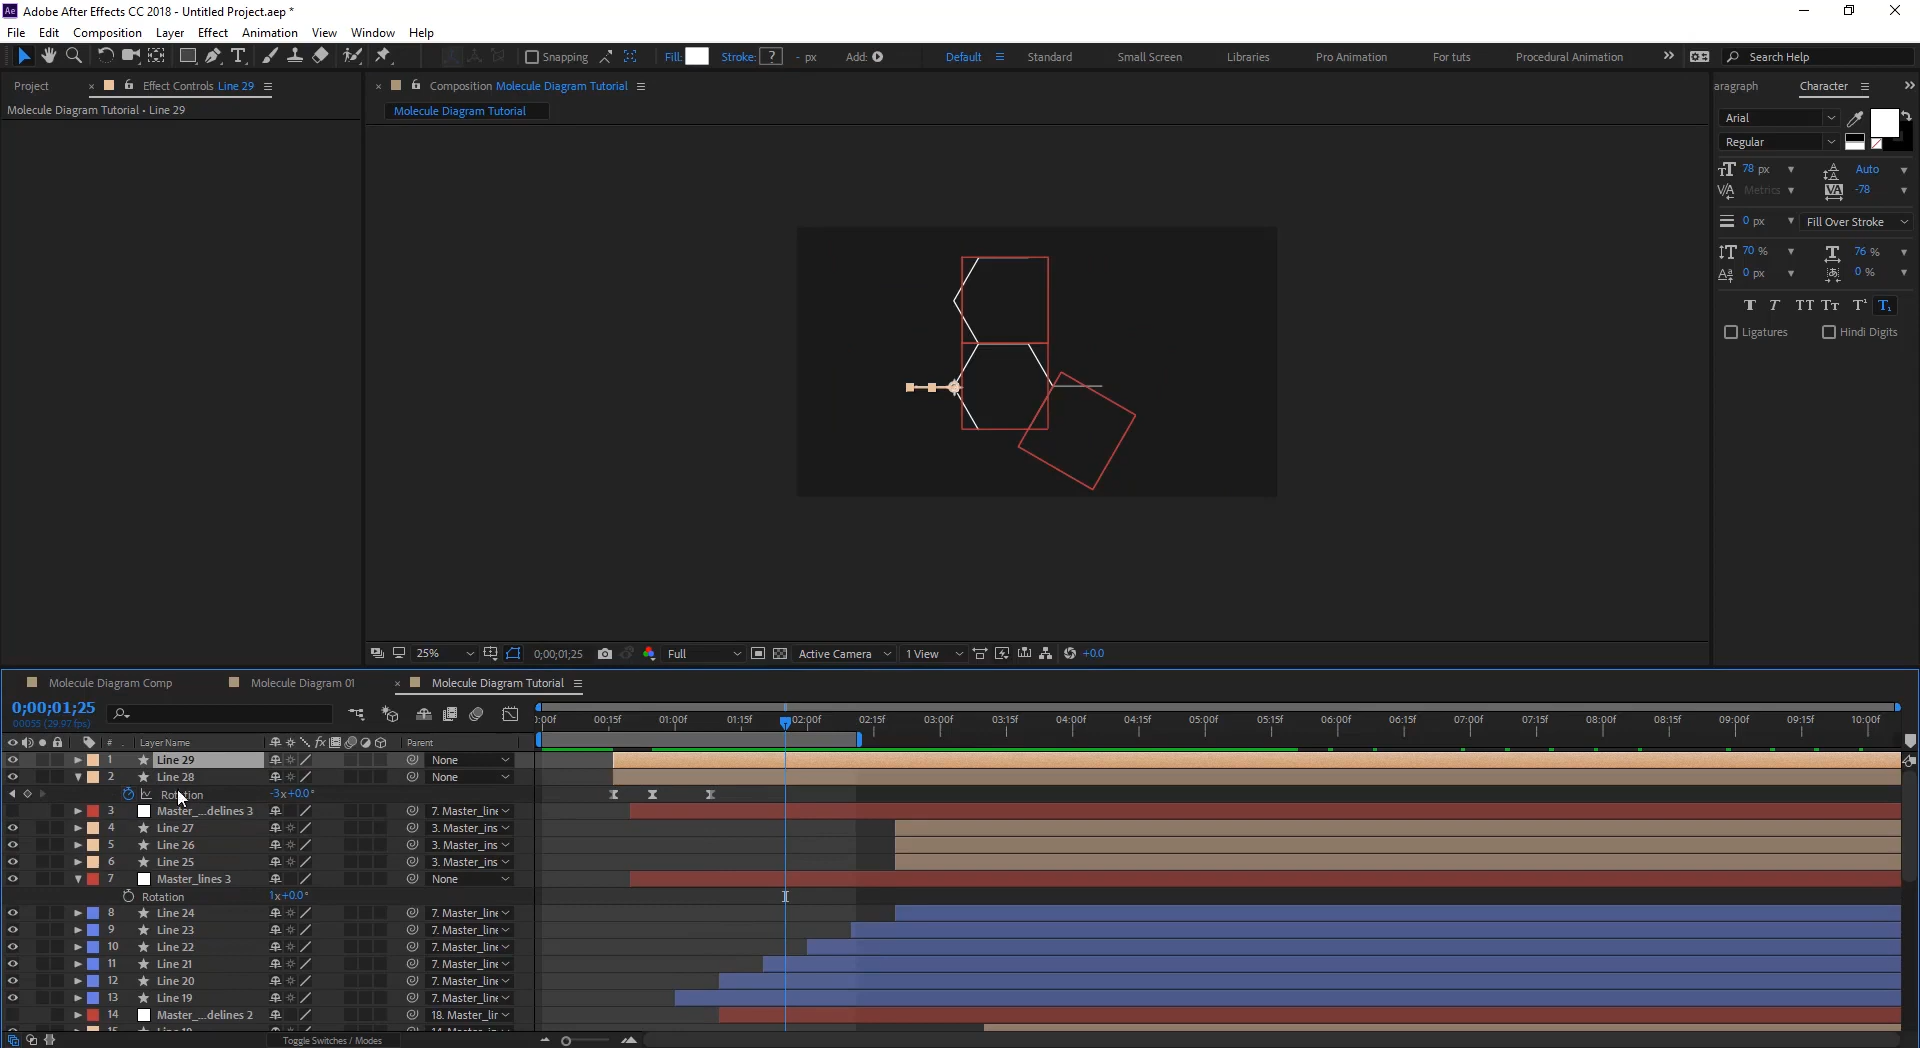 Adobe After Effects CC 2018 - Untitled Project.aep *
File Edit Composition Layer Effect Animation View Window Help
Snapping Fill: Stroke: ? - px Add: Default Standard Small Screen Libraries Pro Animation For tuts Procedural Animation Search Help
Project Effect Controls Line 29 Composition Molecule Diagram Tutorial aragraph Character
Molecule Diagram Tutorial • Line 29 Molecule Diagram Tutorial
Arial
Regular
78 px Auto
Metrics -78
0 px Fill Over Stroke
70 % 76 %
0 px 0 %
Ligatures Hindi Digits
25% 0;00;01;25 Full Active Camera 1 View +0.0
Molecule Diagram Comp Molecule Diagram 01 Molecule Diagram Tutorial
0;00;01;25
00055 (29.97 fps)
:00f 00:15f 01:00f 01:15f 02:00f 02:15f 03:00f 03:15f 04:00f 04:15f 05:00f 05:15f 06:00f 06:15f 07:00f 07:15f 08:00f 08:15f 09:00f 09:15f 10:00f
# Layer Name Parent
1 Line 29 None
2 Line 28 None
Rotation -3x+0.0°
3 Master_...delines 3 7. Master_line
4 Line 27 3. Master_ins
5 Line 26 3. Master_ins
6 Line 25 3. Master_ins
7 Master_lines 3 None
Rotation 1x+0.0°
8 Line 24 7. Master_line
9 Line 23 7. Master_line
10 Line 22 7. Master_line
11 Line 21 7. Master_line
12 Line 20 7. Master_line
13 Line 19 7. Master_line
14 Master_...delines 2 18. Master_lir
Toggle Switches / Modes